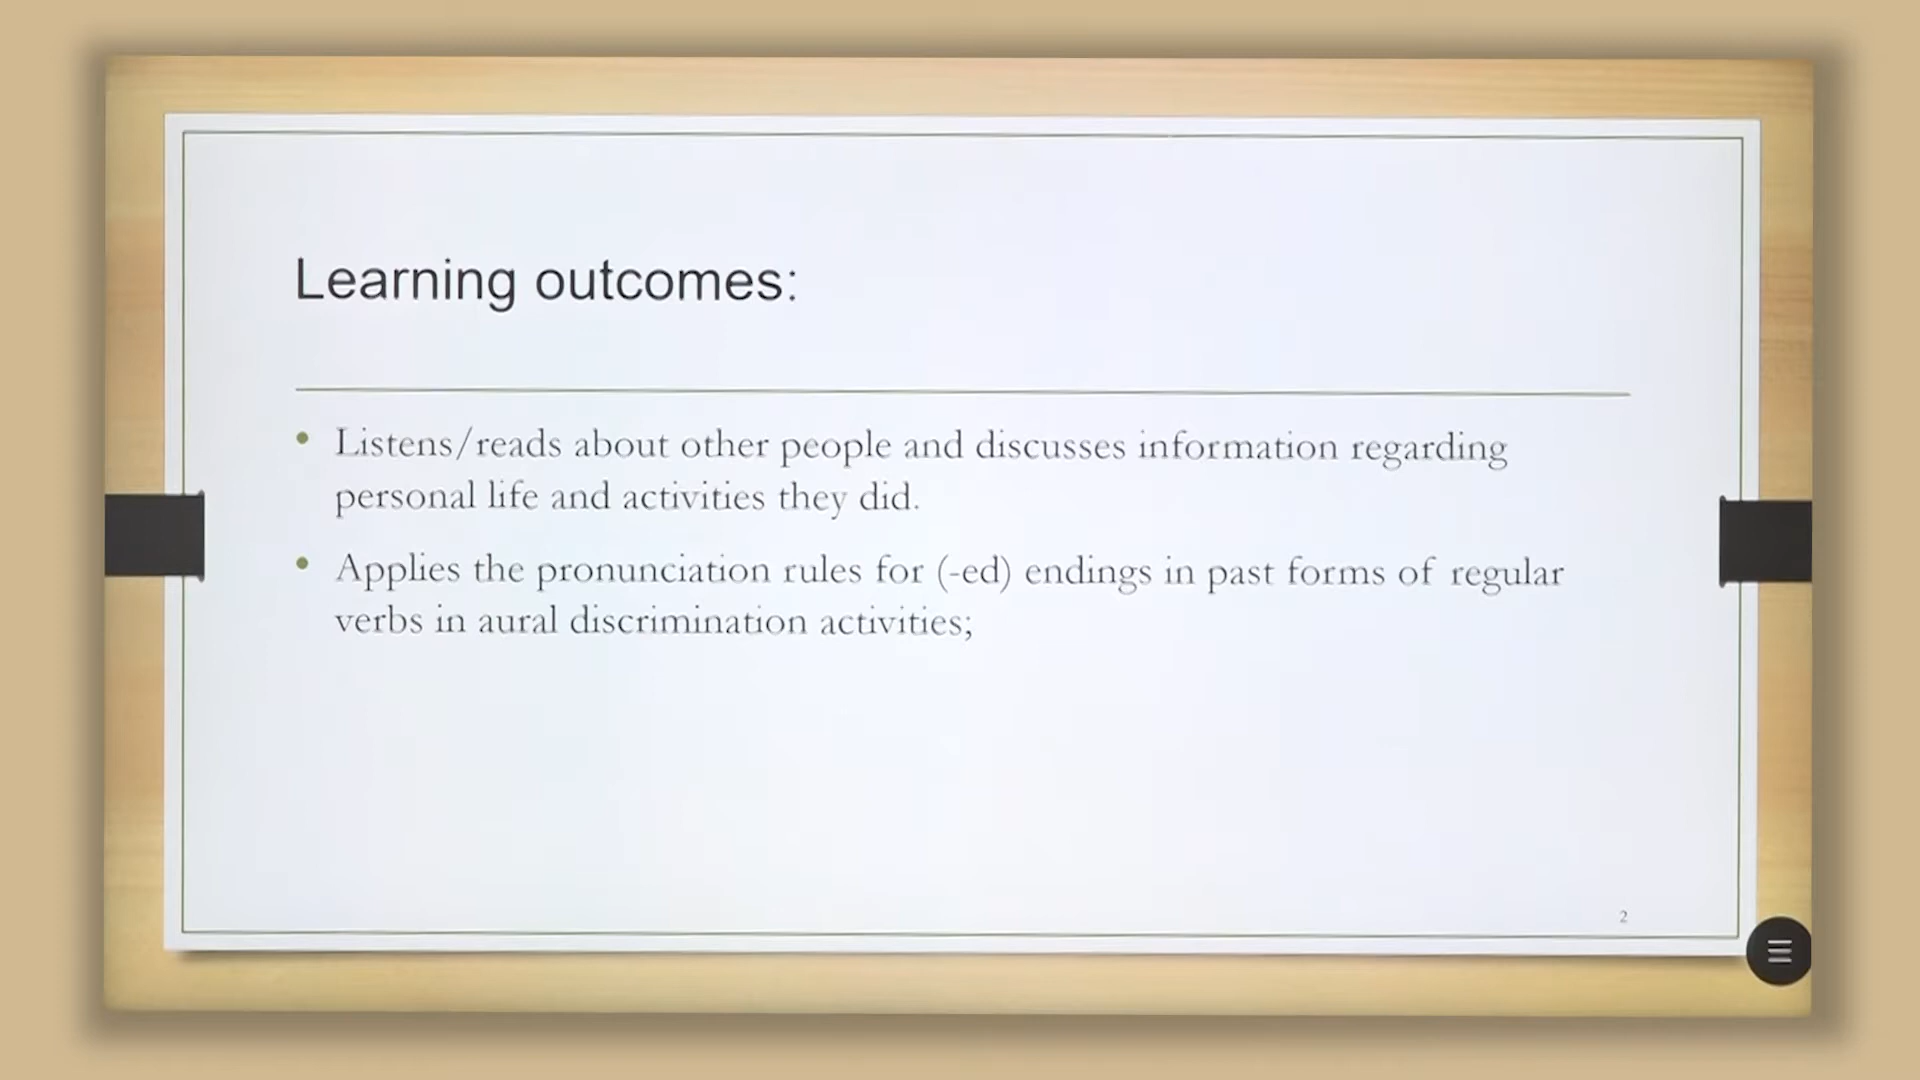 Learning outcomes:
• Listens/reads about other people and discusses information regarding
personal life and activities they did.
• Applies the pronunciation rules for (-ed) endings in past forms of regular
verbs in aural discrimination activities;
2